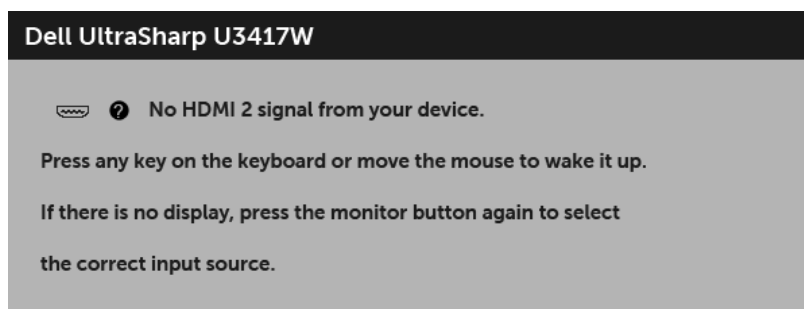 Dell UltraSharp U3417W
No HDMI 2 signal from your device.
Press any key on the keyboard or move the mouse to wake it up.
If there is no display, press the monitor button again to select
the correct input source.